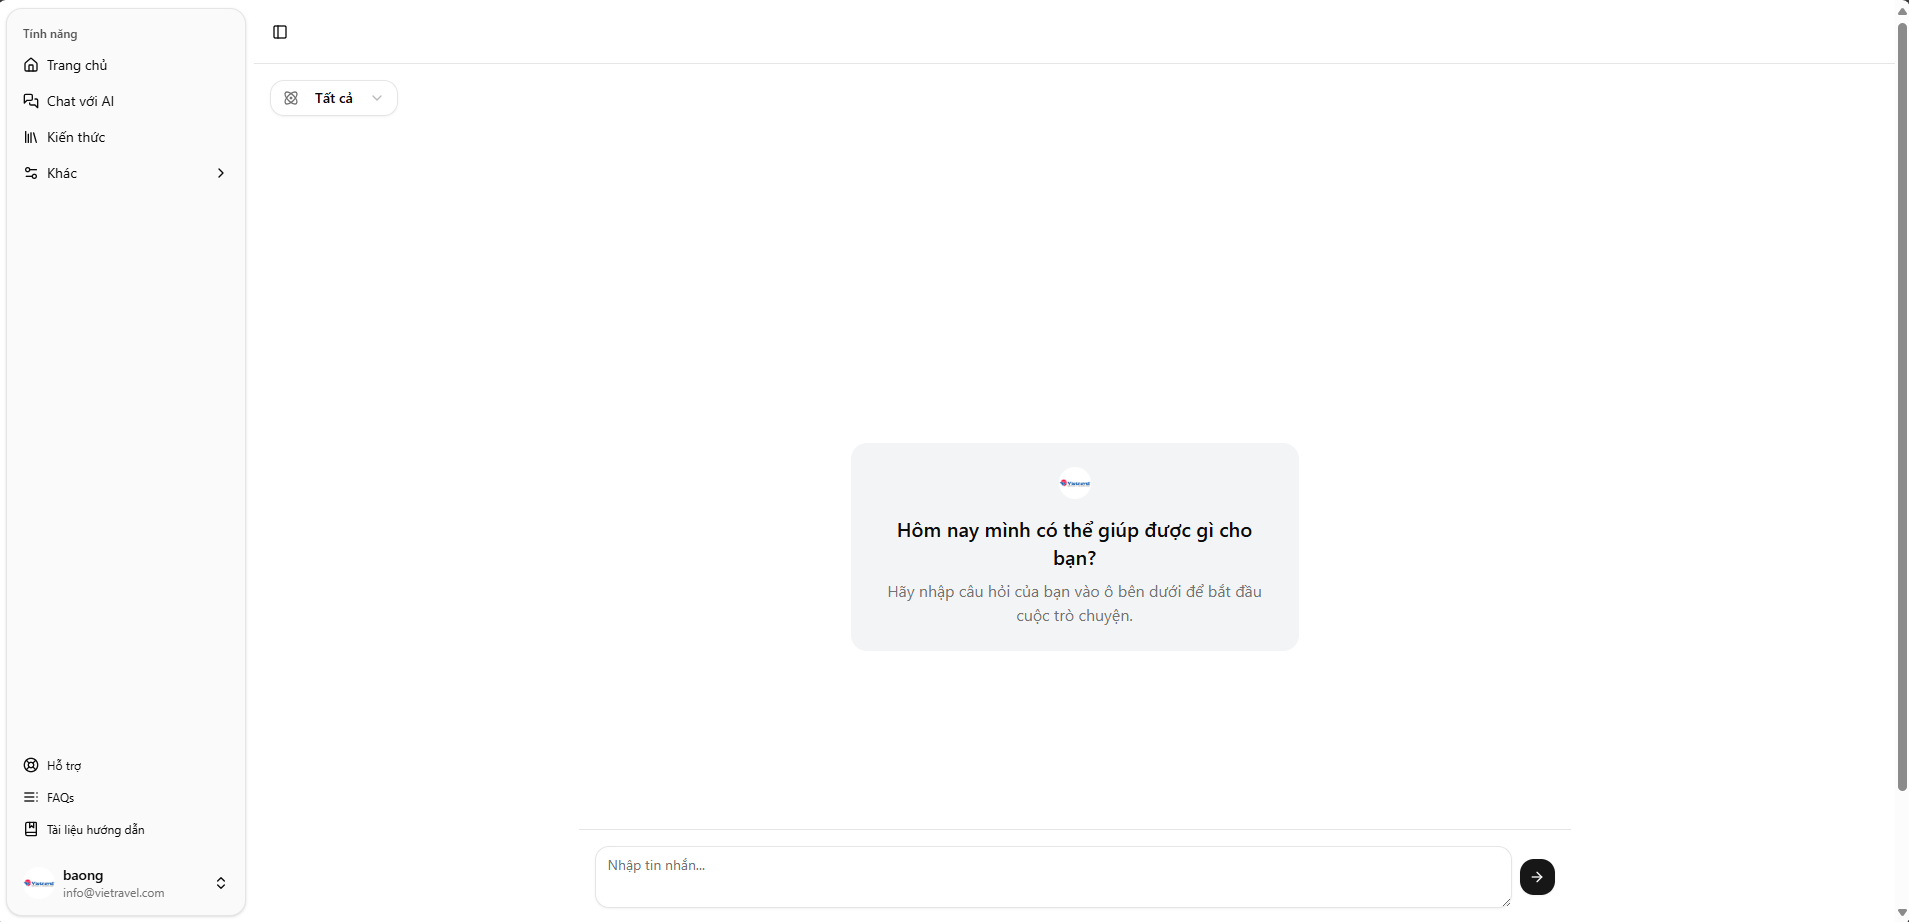 Tính năng
Trang chủ
Chat với AI
Kiến thức
Khác
Tất cả
Hôm nay mình có thể giúp được gì cho
bạn?
Hãy nhập câu hỏi của bạn vào ô bên dưới để bắt đầu
cuộc trò chuyện.
Nhập tin nhắn...
Hỗ trợ
FAQs
Tài liệu hướng dẫn
baong
info@vietravel.com